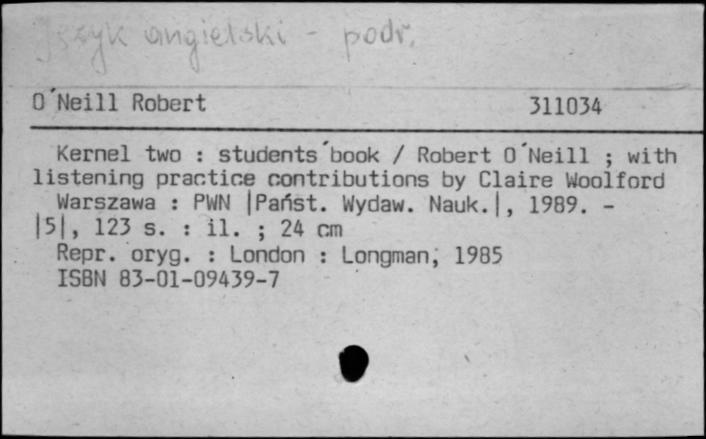 Język angielski - podr.
O´Neill Robert 311034
Kernel two : students´book / Robert O´Neill ; with
listening practice contributions by Claire Woolford
Warszawa : PWN |Państ. Wydaw. Nauk.|, 1989. -
|5|, 123 s. : il. ; 24 cm
Repr. oryg. : London : Longman, 1985
ISBN 83-01-09439-7